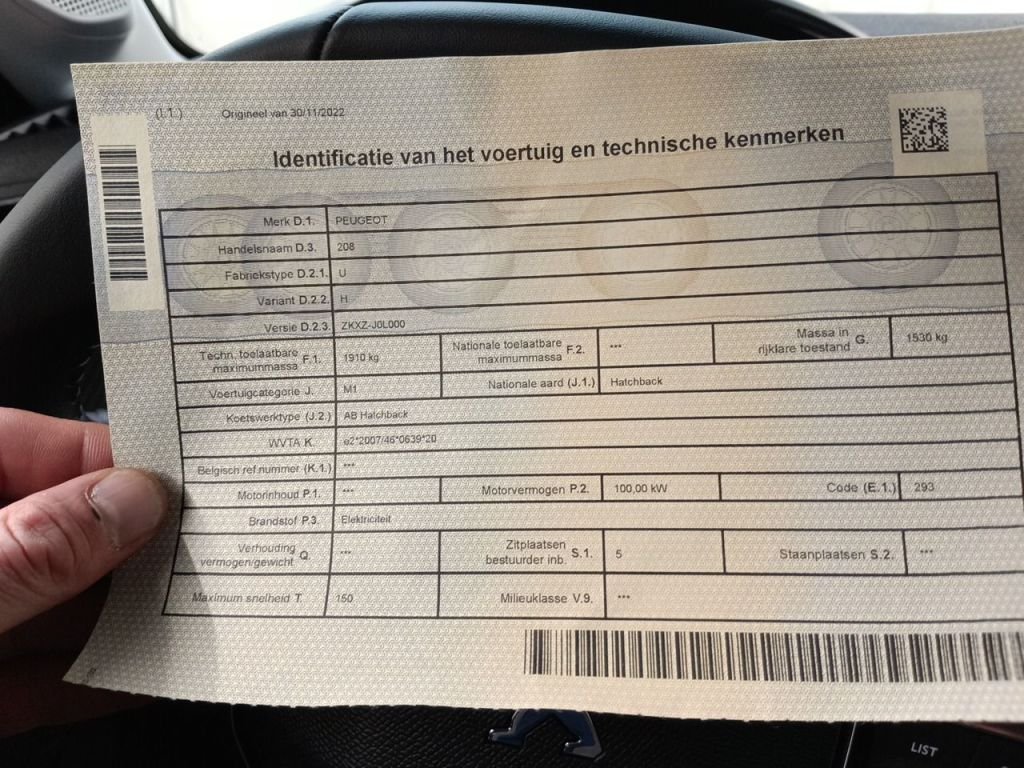 (I.1.) Origineel van 30/11/2022
Identificatie van het voertuig en technische kenmerken
Merk D.1. PEUGEOT
Handelsnaam D.3. 208
Fabriekstype D.2.1. U
Variant D.2.2. H
Versie D.2.3. ZKXZ-J0L000
Techn. toelaatbare maximummassa F.1. 1910 kg Nationale toelaatbare maximummassa F.2. *** Massa in rijklare toestand G. 1530 kg
Voertuigcategorie J. M1 Nationale aard (J.1.) Hatchback
Koetswerktype (J.2.) AB Hatchback
WVTA K. e2*2007/46*0639*20
Belgisch ref.nummer (K.1.) ***
Motorinhoud P.1. *** Motorvermogen P.2. 100,00 kW Code (E.1.) 293
Brandstof P.3. Elektriciteit
Verhouding vermogen/gewicht Q. *** Zitplaatsen bestuurder inb. S.1. 5 Staanplaatsen S.2. ***
Maximum snelheid T. 150 Milieuklasse V.9. ***
LIST